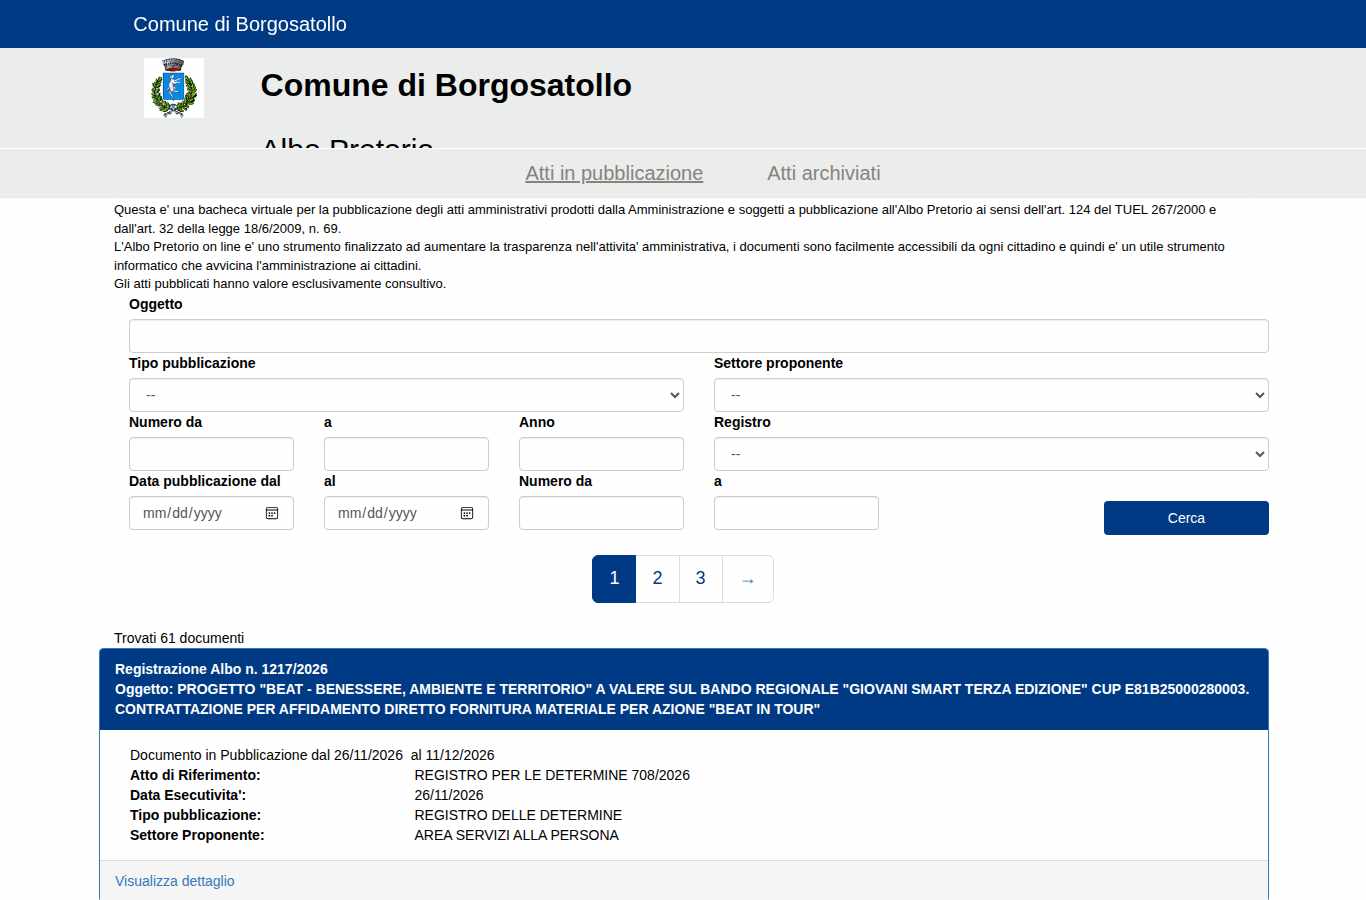 Comune di Borgosatollo
Comune di Borgosatollo
Albo Pretorio
Atti in pubblicazione
Atti archiviati
Questa e' una bacheca virtuale per la pubblicazione degli atti amministrativi prodotti dalla Amministrazione e soggetti a pubblicazione all'Albo Pretorio ai sensi dell'art. 124 del TUEL 267/2000 e
dall'art. 32 della legge 18/6/2009, n. 69.
L'Albo Pretorio on line e' uno strumento finalizzato ad aumentare la trasparenza nell'attivita' amministrativa, i documenti sono facilmente accessibili da ogni cittadino e quindi e' un utile strumento
informatico che avvicina l'amministrazione ai cittadini.
Gli atti pubblicati hanno valore esclusivamente consultivo.
Oggetto
Tipo pubblicazione
Settore proponente
--
--
Numero da
a
Anno
Registro
--
Data pubblicazione dal
al
Numero da
a
mm/dd/yyyy
mm/dd/yyyy
Cerca
1
2
3
→
Trovati 61 documenti
Registrazione Albo n. 1217/2026
Oggetto: PROGETTO "BEAT - BENESSERE, AMBIENTE E TERRITORIO" A VALERE SUL BANDO REGIONALE "GIOVANI SMART TERZA EDIZIONE" CUP E81B25000280003.
CONTRATTAZIONE PER AFFIDAMENTO DIRETTO FORNITURA MATERIALE PER AZIONE "BEAT IN TOUR"
Documento in Pubblicazione dal 26/11/2026 al 11/12/2026
Atto di Riferimento: REGISTRO PER LE DETERMINE 708/2026
Data Esecutivita': 26/11/2026
Tipo pubblicazione: REGISTRO DELLE DETERMINE
Settore Proponente: AREA SERVIZI ALLA PERSONA
Visualizza dettaglio